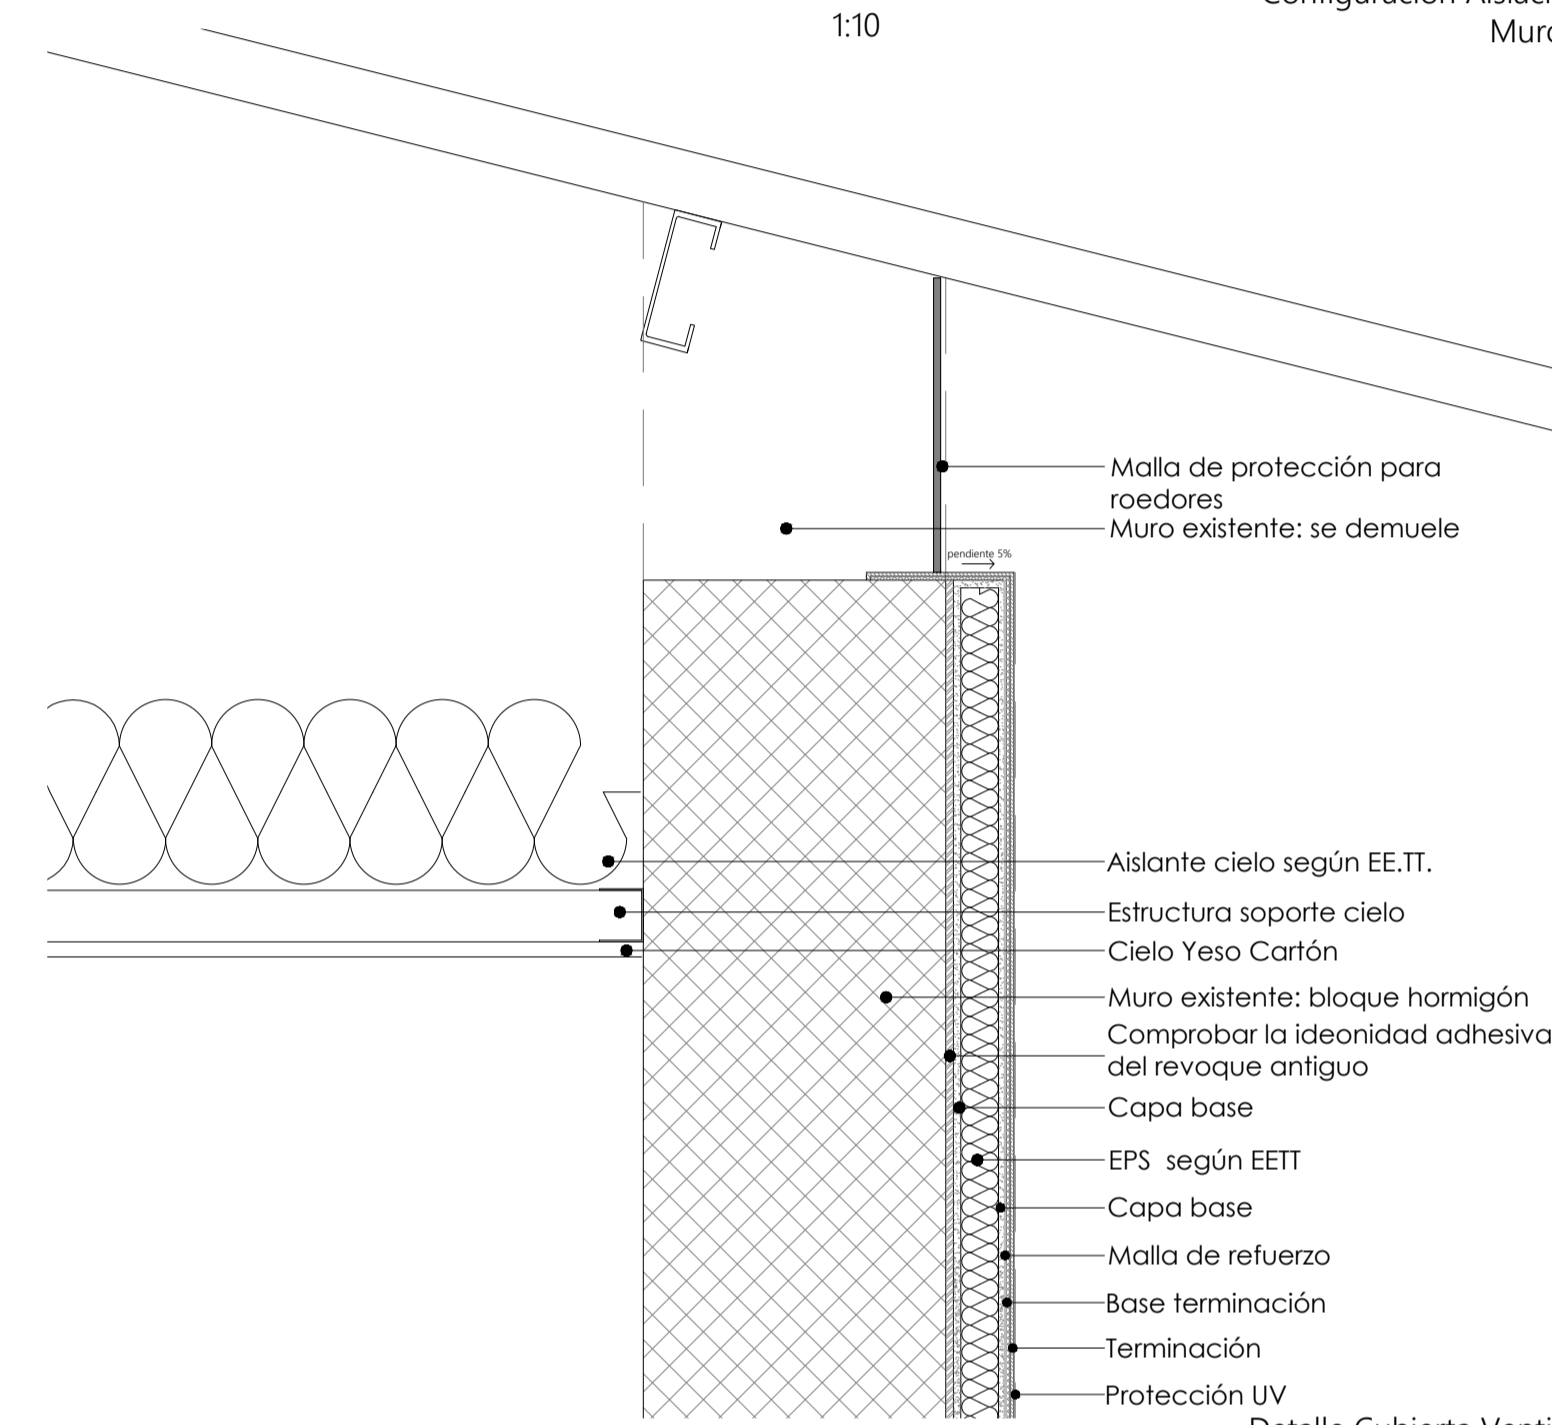 1:10
Muro
Malla de protección para
roedores
Muro existente: se demuele
pendiente 5%
Aislante cielo según EE.TT.
Estructura soporte cielo
Cielo Yeso Cartón
Muro existente: bloque hormigón
Comprobar la ideonidad adhesiva
del revoque antiguo
Capa base
EPS según EETT
Capa base
Malla de refuerzo
Base terminación
Terminación
Protección UV